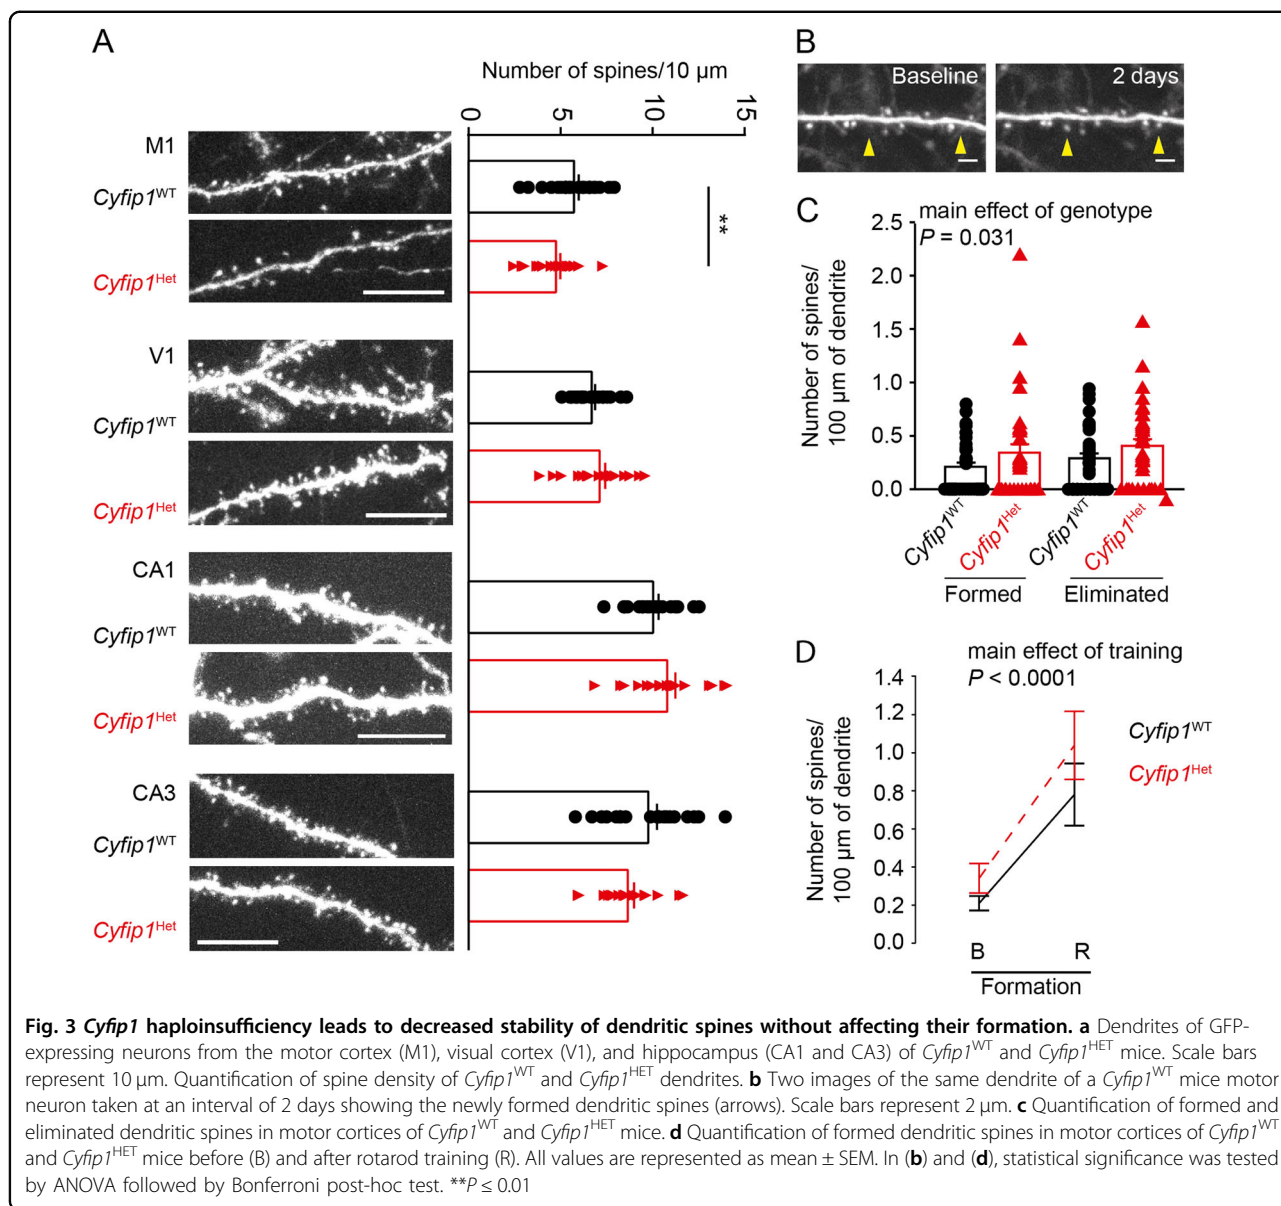 A
Number of spines/10 µm
0
5
10
15
M1
Cyfip1WT
**
Cyfip1Het
V1
Cyfip1WT
Cyfip1Het
CA1
Cyfip1WT
Cyfip1Het
CA3
Cyfip1WT
Cyfip1Het
B
Baseline
2 days
C
main effect of genotype
P = 0.031
Number of spines/
100 µm of dendrite
2.5
2.0
1.5
1.0
0.5
0.0
Cyfip1WT
Cyfip1Het
Cyfip1WT
Cyfip1Het
Formed
Eliminated
D
main effect of training
P < 0.0001
Number of spines/
100 µm of dendrite
1.4
1.2
1.0
0.8
0.6
0.4
0.2
0.0
Cyfip1WT
Cyfip1Het
B
R
Formation
Fig. 3 Cyfip1 haploinsufficiency leads to decreased stability of dendritic spines without affecting their formation. a Dendrites of GFP-
expressing neurons from the motor cortex (M1), visual cortex (V1), and hippocampus (CA1 and CA3) of Cyfip1WT and Cyfip1HET mice. Scale bars
represent 10 µm. Quantification of spine density of Cyfip1WT and Cyfip1HET dendrites. b Two images of the same dendrite of a Cyfip1WT mice motor
neuron taken at an interval of 2 days showing the newly formed dendritic spines (arrows). Scale bars represent 2 µm. c Quantification of formed and
eliminated dendritic spines in motor cortices of Cyfip1WT and Cyfip1HET mice. d Quantification of formed dendritic spines in motor cortices of Cyfip1WT
and Cyfip1HET mice before (B) and after rotarod training (R). All values are represented as mean ± SEM. In (b) and (d), statistical significance was tested
by ANOVA followed by Bonferroni post-hoc test. **P ≤ 0.01